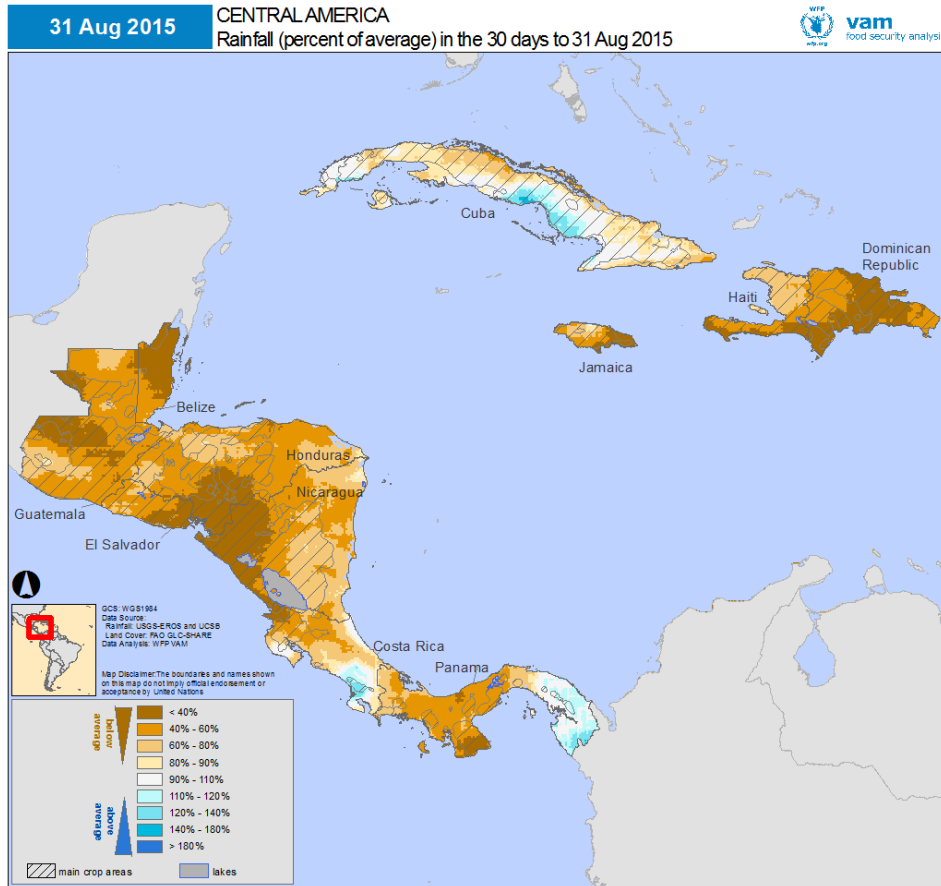 31 Aug 2015
CENTRAL AMERICA
Rainfall (percent of average) in the 30 days to 31 Aug 2015
WFP
wfp.org
vam
food security analysis
Cuba
Dominican
Republic
Haiti
Jamaica
Belize
Honduras
Nicaragua
Guatemala
El Salvador
Costa Rica
Panama
GCS: WGS1984
Data Source:
Rainfall: USGS-EROS and UCSB
Land Cover: FAO GLC-SHARE
Data Analysis: WFP VAM
Map Disclaimer:The boundaries and names shown
on this map do not imply official endorsement or
acceptance by United Nations
below
average
above
average
< 40%
40% - 60%
60% - 80%
80% - 90%
90% - 110%
110% - 120%
120% - 140%
140% - 180%
> 180%
main crop areas
lakes